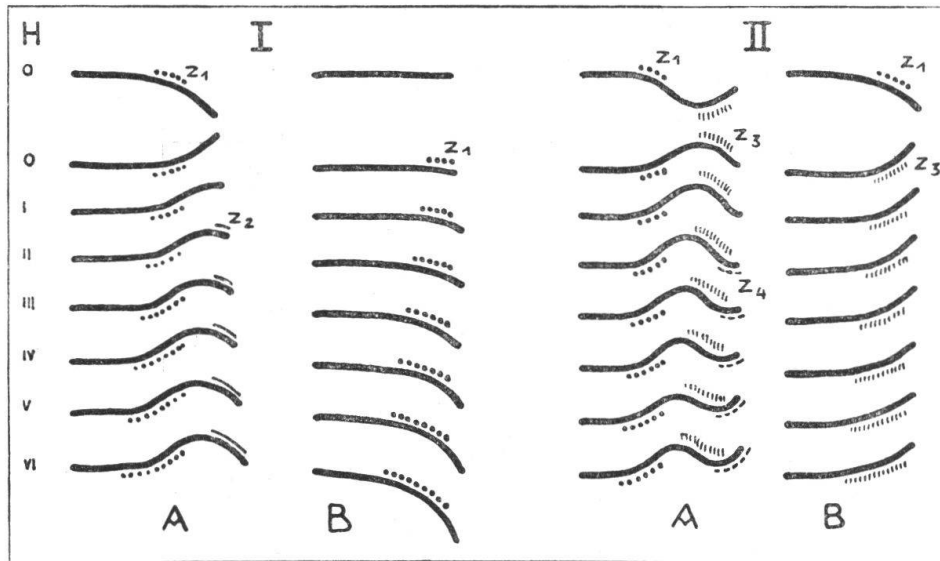 H I II
0 Z1 Z1 Z1
0 Z1 Z3 Z3
I
II Z2
III Z4
IV
V
VI
A B A B